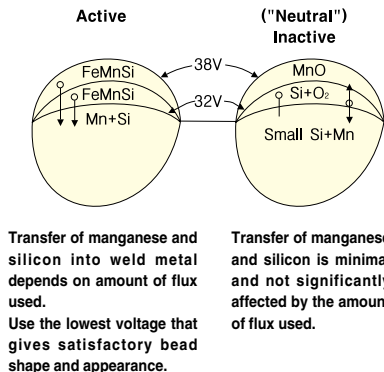 Active
("Neutral")
Inactive
FeMnSi
FeMnSi
Mn+Si
38V
32V
MnO
Si+O₂
Small Si+Mn
Transfer of manganese and
silicon into weld metal
depends on amount of flux
used.
Use the lowest voltage that
gives satisfactory bead
shape and appearance.
Transfer of manganese
and silicon is minima
and not significantly
affected by the amoun
of flux used.